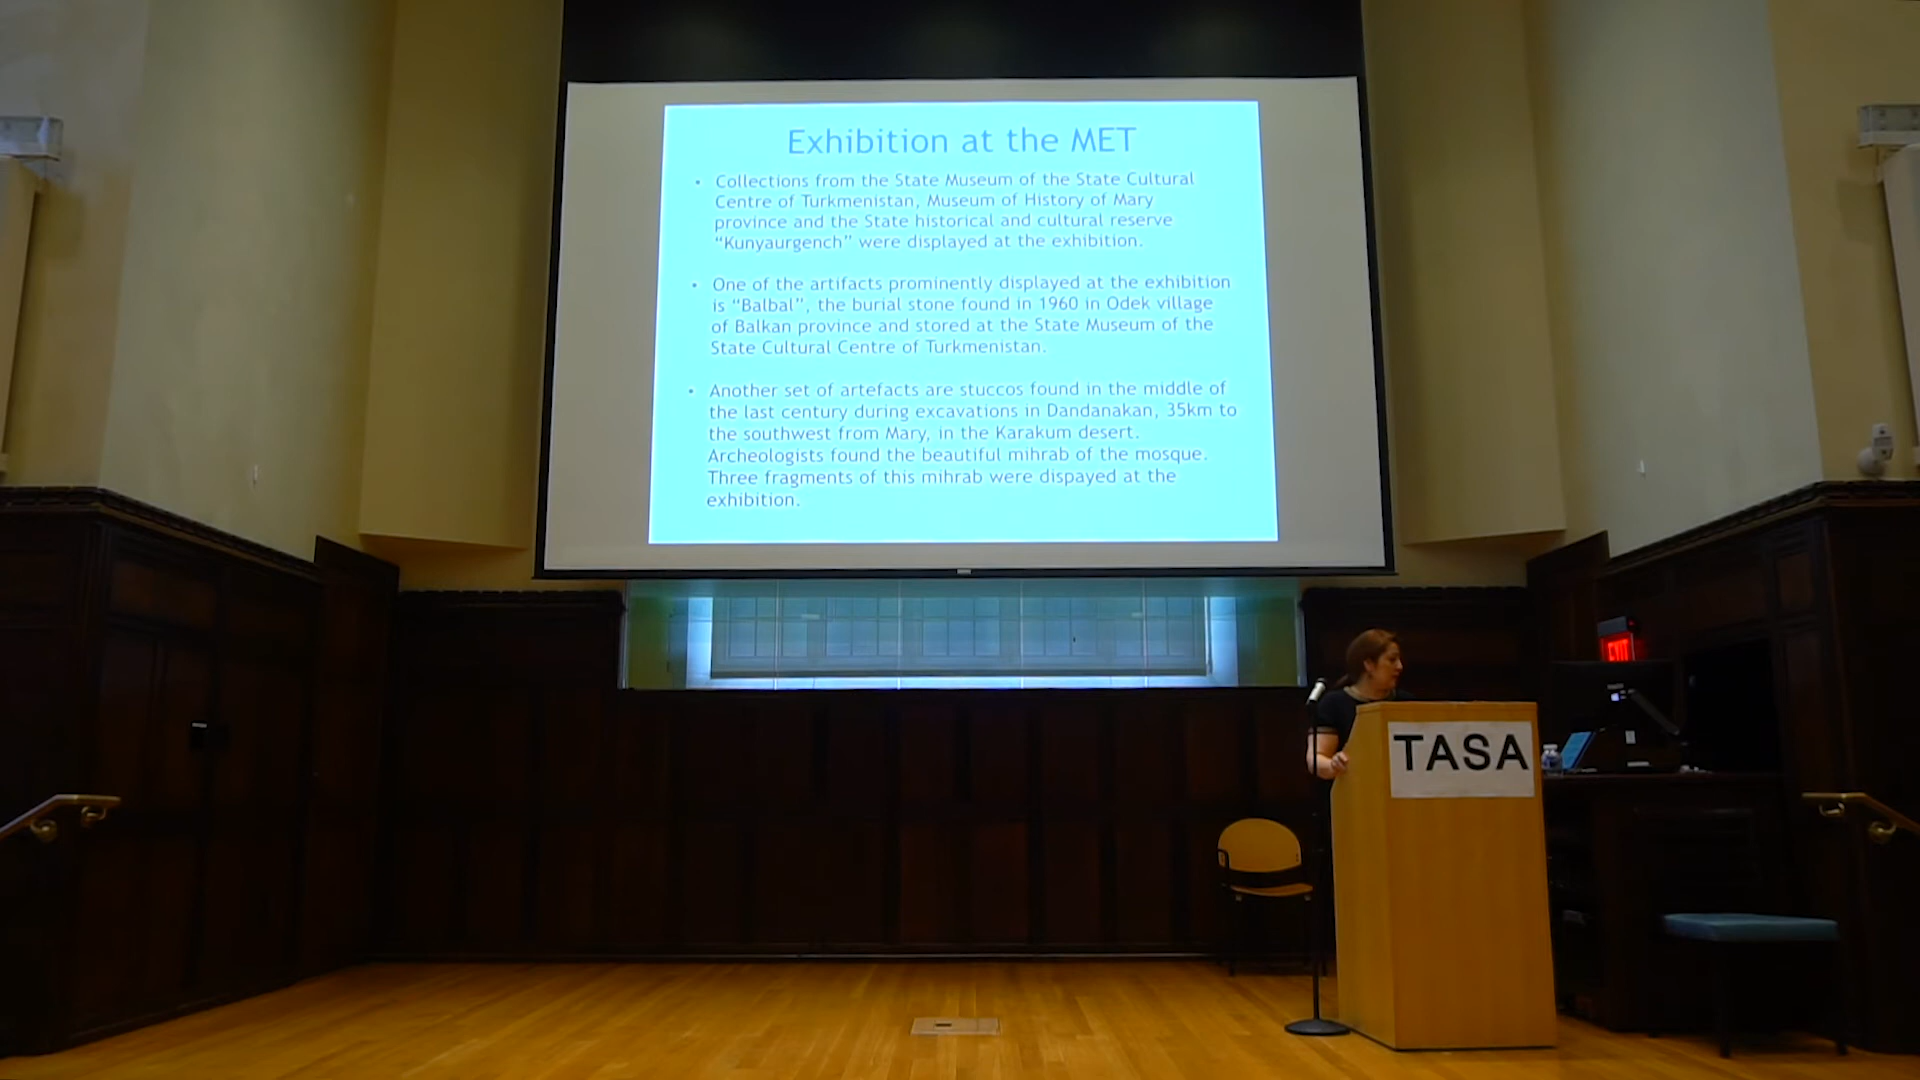 Exhibition at the MET
• Collections from the State Museum of the State Cultural
Centre of Turkmenistan, Museum of History of Mary
province and the State historical and cultural reserve
“Kunyaurgench” were displayed at the exhibition.
• One of the artifacts prominently displayed at the exhibition
is “Balbal”, the burial stone found in 1960 in Odek village
of Balkan province and stored at the State Museum of the
State Cultural Centre of Turkmenistan.
• Another set of artefacts are stuccos found in the middle of
the last century during excavations in Dandanakan, 35km to
the southwest from Mary, in the Karakum desert.
Archeologists found the beautiful mihrab of the mosque.
Three fragments of this mihrab were dispayed at the
exhibition.
EXIT
TASA